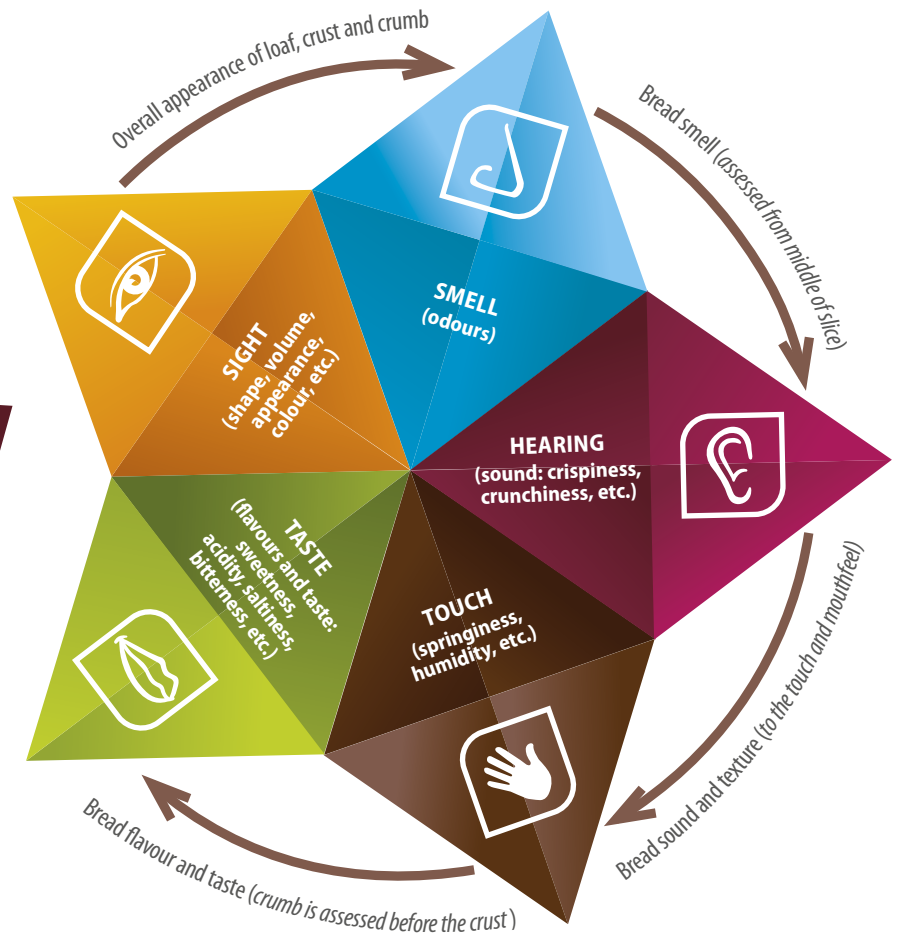 Overall appearance of loaf, crust and crumb
Bread smell (assessed from middle of slice)
SMELL
(odours)
SIGHT
(shape, volume,
appearance,
colour, etc.)
HEARING
(sound: crispiness,
crunchiness, etc.)
TASTE
(flavours and taste:
sweetness,
acidity, saltiness,
bitterness, etc.)
TOUCH
(springiness,
humidity, etc.)
Bread sound and texture (to the touch and mouthfeel)
Bread flavour and taste (crumb is assessed before the crust )